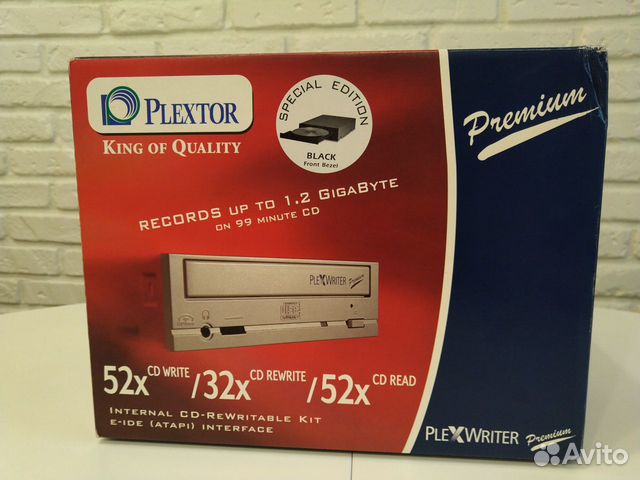 PLEXTOR
KING OF QUALITY
SPECIAL EDITION
BLACK
Front Bezel
Premium
RECORDS UP TO 1.2 GIGABYTE
ON 99 MINUTE CD
PLEXWRITER Premium
52x CD WRITE / 32x CD REWRITE / 52x CD READ
INTERNAL CD-REWRITABLE KIT
E-IDE (ATAPI) INTERFACE
PLEXWRITER Premium
Avito